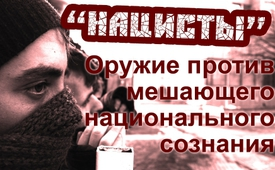 “НАЦИСТЫ”
Оружие против
мешающего
национального
сознания